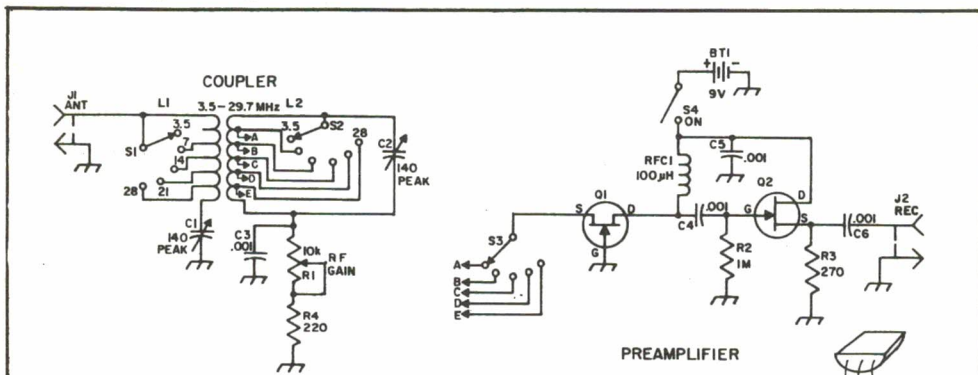 COUPLER
J1
ANT
L1
3.5–29.7 MHz
L2
S1
3.5
7
14
21
28
A
B
C
D
E
3.5
S2
28
C2
140
PEAK
C1
140
PEAK
C3
.001
10k
R1
RF
GAIN
R4
220
BT1
+
-
9V
S4
ON
C5
.001
RFC1
100µH
Q1
S
D
G
C4
.001
Q2
G
D
S
R2
1M
R3
270
.001
C6
J2
REC
S3
A
B
C
D
E
PREAMPLIFIER